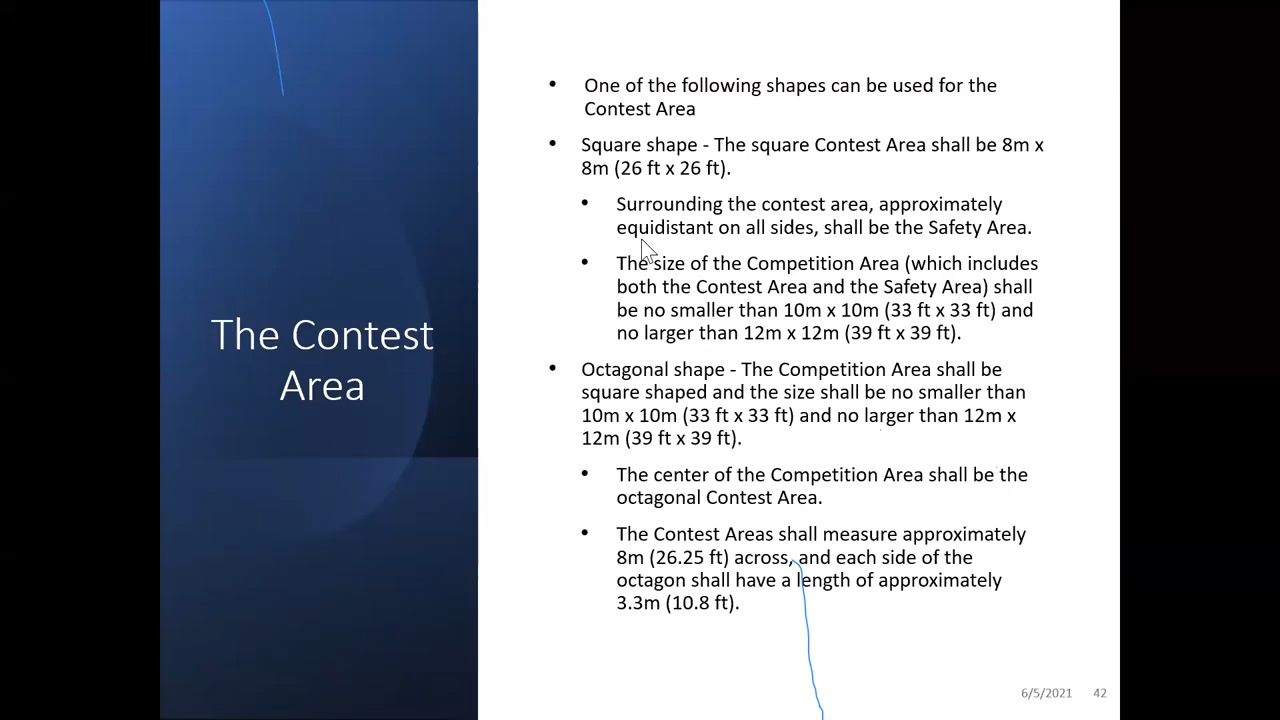 The Contest
Area
• One of the following shapes can be used for the
Contest Area
• Square shape - The square Contest Area shall be 8m x
8m (26 ft x 26 ft).
• Surrounding the contest area, approximately
equidistant on all sides, shall be the Safety Area.
• The size of the Competition Area (which includes
both the Contest Area and the Safety Area) shall
be no smaller than 10m x 10m (33 ft x 33 ft) and
no larger than 12m x 12m (39 ft x 39 ft).
• Octagonal shape - The Competition Area shall be
square shaped and the size shall be no smaller than
10m x 10m (33 ft x 33 ft) and no larger than 12m x
12m (39 ft x 39 ft).
• The center of the Competition Area shall be the
octagonal Contest Area.
• The Contest Areas shall measure approximately
8m (26.25 ft) across, and each side of the
octagon shall have a length of approximately
3.3m (10.8 ft).
6/5/2021 42